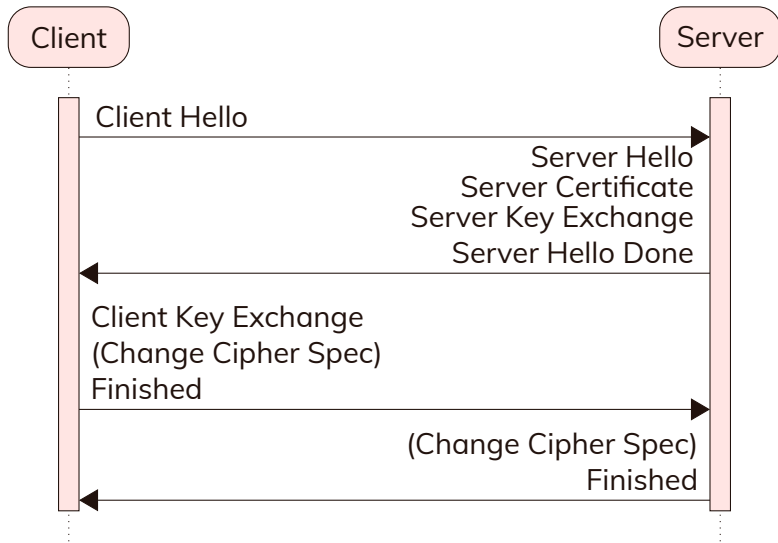 Client
Server
Client Hello
Server Hello
Server Certificate
Server Key Exchange
Server Hello Done
Client Key Exchange
(Change Cipher Spec)
Finished
(Change Cipher Spec)
Finished